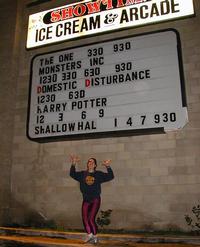 SHOWTIME
ICE CREAM & ARCADE
THE ONE 330 930
MONSTERS INC
1230 330 630 930
DOMESTIC DISTURBANCE
1230 630
HARRY POTTER
12 3 6 9
SHALLOW HAL 1 4 7 930